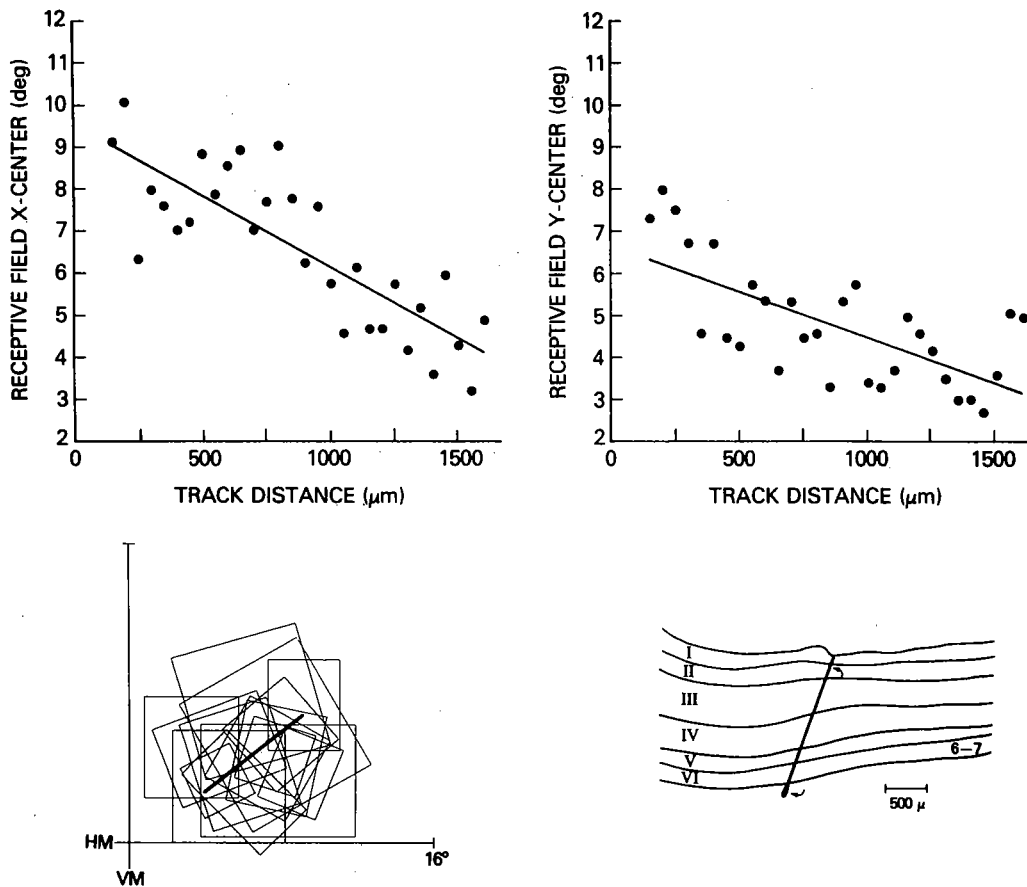 12
11
10
9
8
7
6
5
4
3
2
RECEPTIVE FIELD X-CENTER (deg)
0 500 1000 1500
TRACK DISTANCE (μm)
12
11
10
9
8
7
6
5
4
3
2
RECEPTIVE FIELD Y-CENTER (deg)
0 500 1000 1500
TRACK DISTANCE (μm)
HM
VM
16°
I
II
III
IV
V
VI
6–7
500 μ